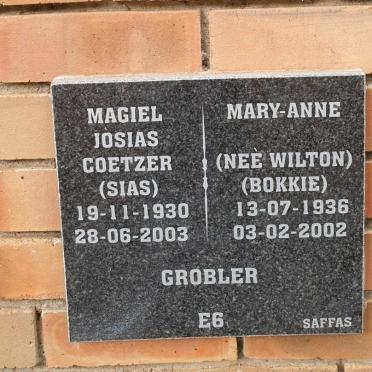 MAGIEL
JOSIAS
COETZER
(SIAS)
19-11-1930
28-06-2003
MARY-ANNE
(NEÈ WILTON)
(BOKKIE)
13-07-1936
03-02-2002
GROBLER
E6
SAFFAS